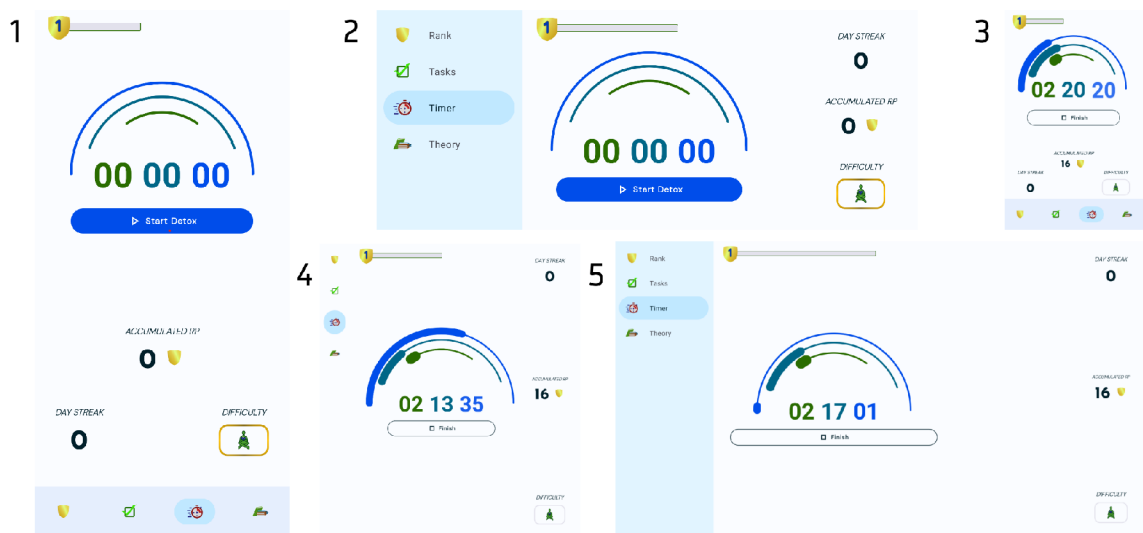 1
1
00 00 00
Start Detox
ACCUMULATED RP
0
DAY STREAK
0
DIFFICULTY
2
Rank
Tasks
Timer
Theory
1
00 00 00
Start Detox
DAY STREAK
0
ACCUMULATED RP
0
DIFFICULTY
3
1
02 20 20
Finish
ACCUMULATED RP
16
DAY STREAK
0
DIFFICULTY
4
1
02 13 35
Finish
DAY STREAK
0
ACCUMULATED RP
16
DIFFICULTY
5
Rank
Tasks
Timer
Theory
1
02 17 01
Finish
DAY STREAK
0
ACCUMULATED RP
16
DIFFICULTY